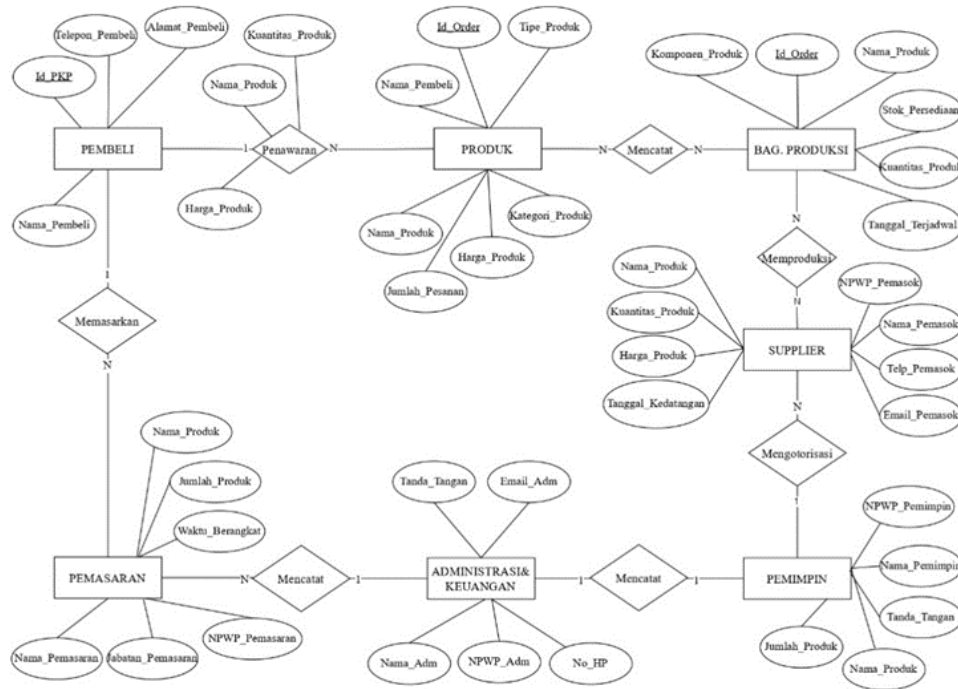 Telepon_Pembeli
Alamat_Pembeli
Kuantitas_Produk
Id_PKP
Nama_Produk
PEMBELI
1
Penawaran
N
Nama_Pembeli
Harga_Produk
Id_Order
Tipe_Produk
Nama_Pembeli
PRODUK
Nama_Produk
Kategori_Produk
Harga_Produk
Jumlah_Pesanan
N
Mencatat
N
Komponen_Produk
Id_Order
Nama_Produk
BAG. PRODUKSI
Stok_Persediaan
Kuantitas_Produk
Tanggal_Terjadwal
N
Memproduksi
N
Nama_Produk
Kuantitas_Produk
Harga_Produk
Tanggal_Kedatangan
SUPPLIER
NPWP_Pemasok
Nama_Pemasok
Telp_Pemasok
Email_Pemasok
N
Mengotorisasi
1
1
Memasarkan
N
Nama_Produk
Jumlah_Produk
Waktu_Berangkat
PEMASARAN
Nama_Pemasaran
Jabatan_Pemasaran
NPWP_Pemasaran
N
Mencatat
1
Tanda_Tangan
Email_Adm
ADMINISTRASI&
KEUANGAN
Nama_Adm
NPWP_Adm
No_HP
1
Mencatat
1
PEMIMPIN
NPWP_Pemimpin
Nama_Pemimpin
Tanda_Tangan
Jumlah_Produk
Nama_Produk